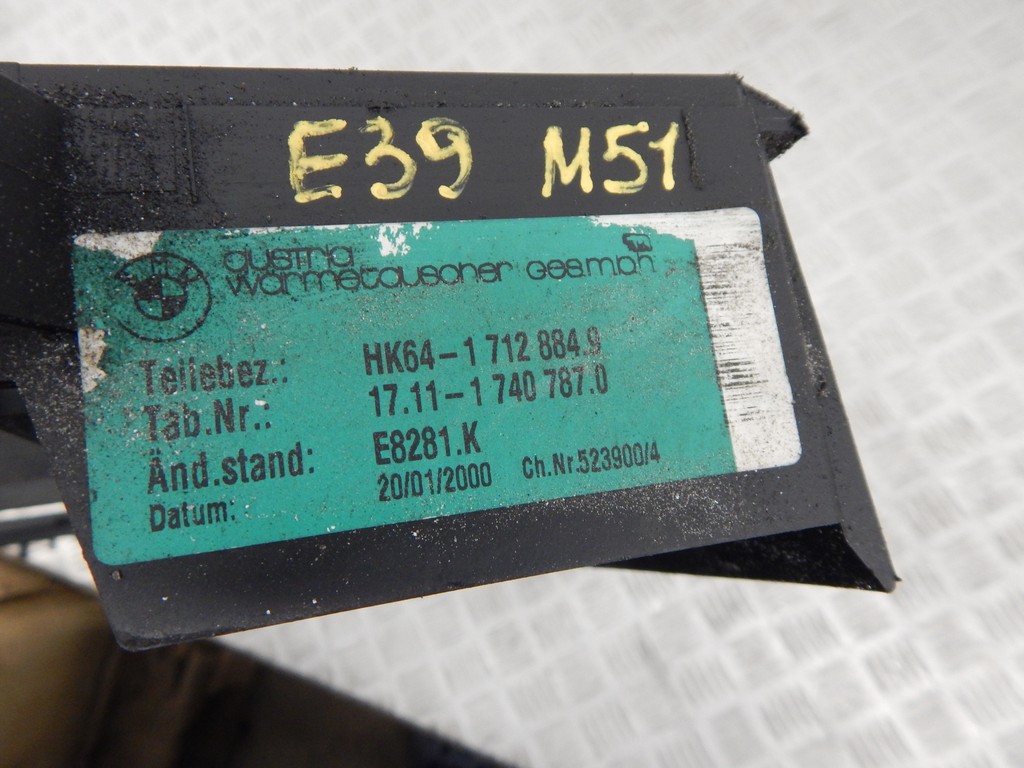 E39 M51
austria
wärmetauscher Ges.m.b.h
Teilebez.: HK64-1 712 884.9
Tab.Nr.: 17.11-1 740 787.0
Änd.stand: E8281.K
Datum: 20/01/2000 Ch.Nr.523900/4